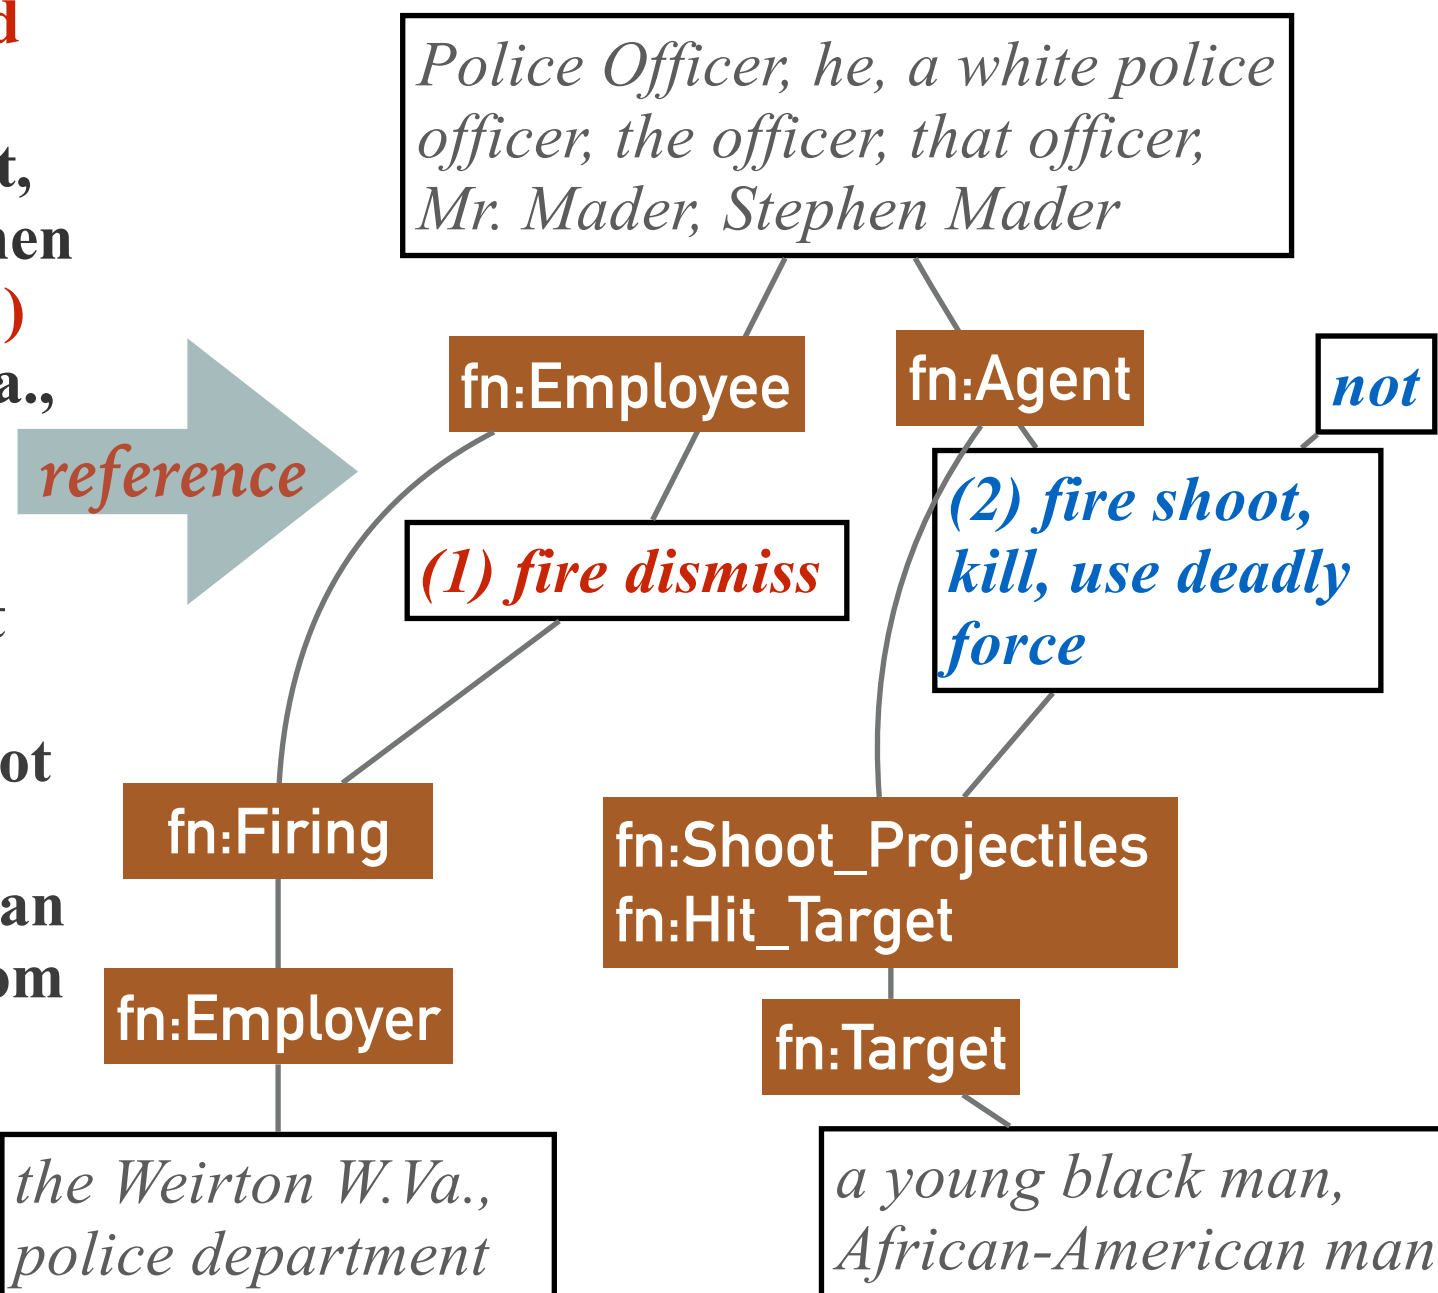 Police Officer, he, a white police
officer, the officer, that officer,
Mr. Mader, Stephen Mader
fn:Employee
fn:Agent
not
a.,
reference
(1) fire dismiss
(2) fire shoot,
kill, use deadly
force
fn:Firing
fn:Shoot_Projectiles
fn:Hit_Target
fn:Employer
fn:Target
the Weirton W.Va.,
police department
a young black man,
African-American man